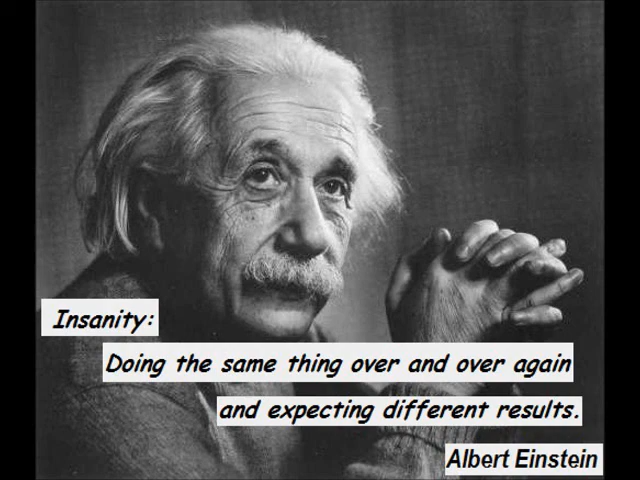 Insanity:
Doing the same thing over and over again
and expecting different results.
Albert Einstein